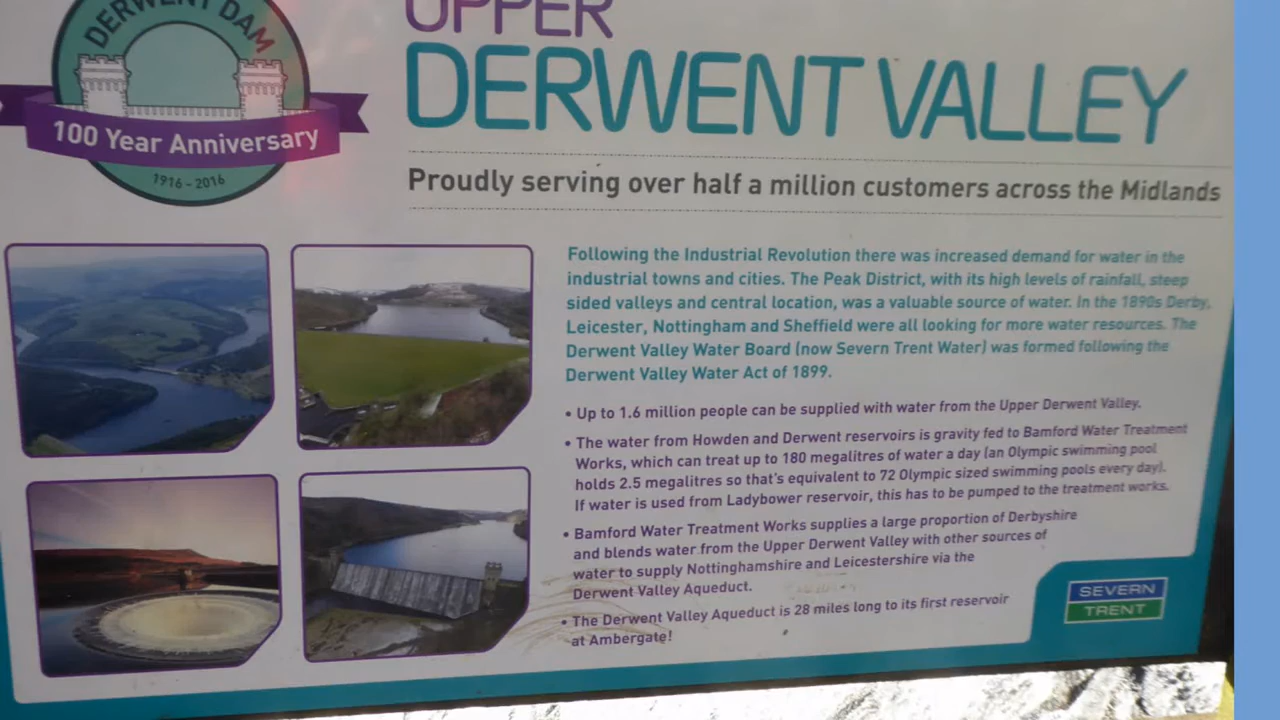 DERWENT DAM
100 Year Anniversary
1916 - 2016
UPPER
DERWENT VALLEY
Proudly serving over half a million customers across the Midlands
Following the Industrial Revolution there was increased demand for water in the
industrial towns and cities. The Peak District, with its high levels of rainfall, steep
sided valleys and central location, was a valuable source of water. In the 1890s Derby,
Leicester, Nottingham and Sheffield were all looking for more water resources. The
Derwent Valley Water Board (now Severn Trent Water) was formed following the
Derwent Valley Water Act of 1899.
• Up to 1.6 million people can be supplied with water from the Upper Derwent Valley.
• The water from Howden and Derwent reservoirs is gravity fed to Bamford Water Treatment
Works, which can treat up to 180 megalitres of water a day (an Olympic swimming pool
holds 2.5 megalitres so that's equivalent to 72 Olympic sized swimming pools every day).
If water is used from Ladybower reservoir, this has to be pumped to the treatment works.
• Bamford Water Treatment Works supplies a large proportion of Derbyshire
and blends water from the Upper Derwent Valley with other sources of
water to supply Nottinghamshire and Leicestershire via the
Derwent Valley Aqueduct.
• The Derwent Valley Aqueduct is 28 miles long to its first reservoir
at Ambergate!
SEVERN
TRENT